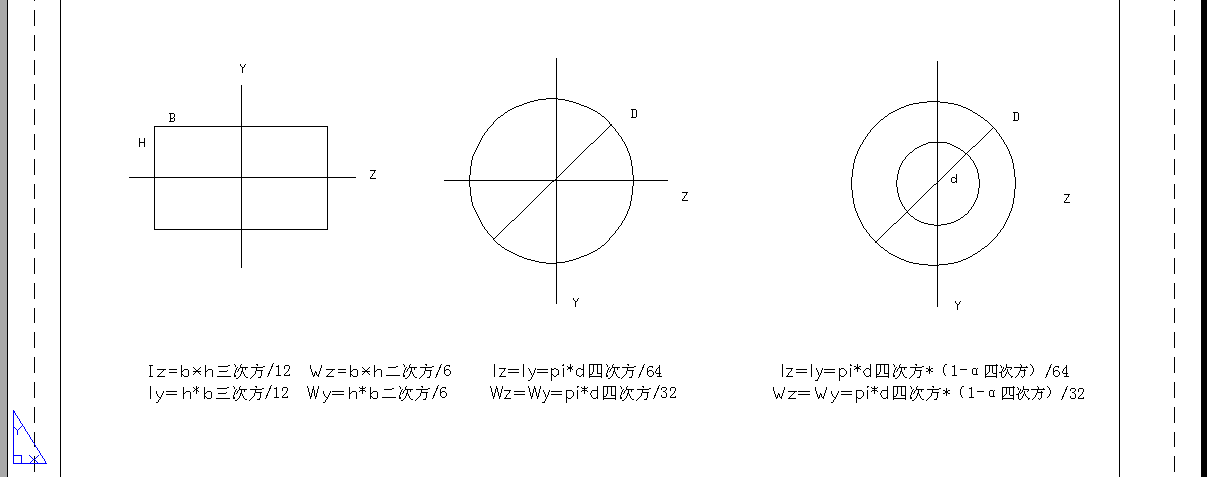 Y
B
H
Z
D
Z
Y
D
d
Z
Y
Iz=b*h三次方/12 Wz=b*h二次方/6
Iy=h*b三次方/12 Wy=h*b二次方/6
Iz=Iy=pi*d四次方/64
Wz=Wy=pi*d四次方/32
Iz=Iy=pi*d四次方*(1-α四次方)/64
Wz=Wy=pi*d四次方*(1-α四次方)/32
Y
X